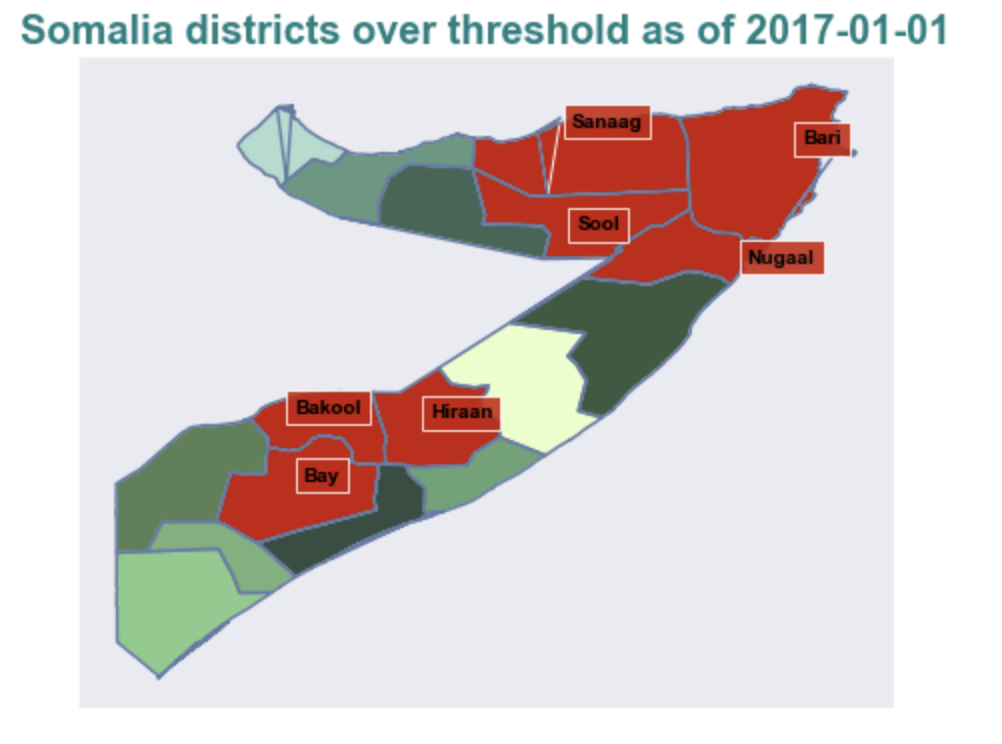 Somalia districts over threshold as of 2017-01-01
Sanaag
Bari
Sool
Nugaal
Bakool
Hiraan
Bay